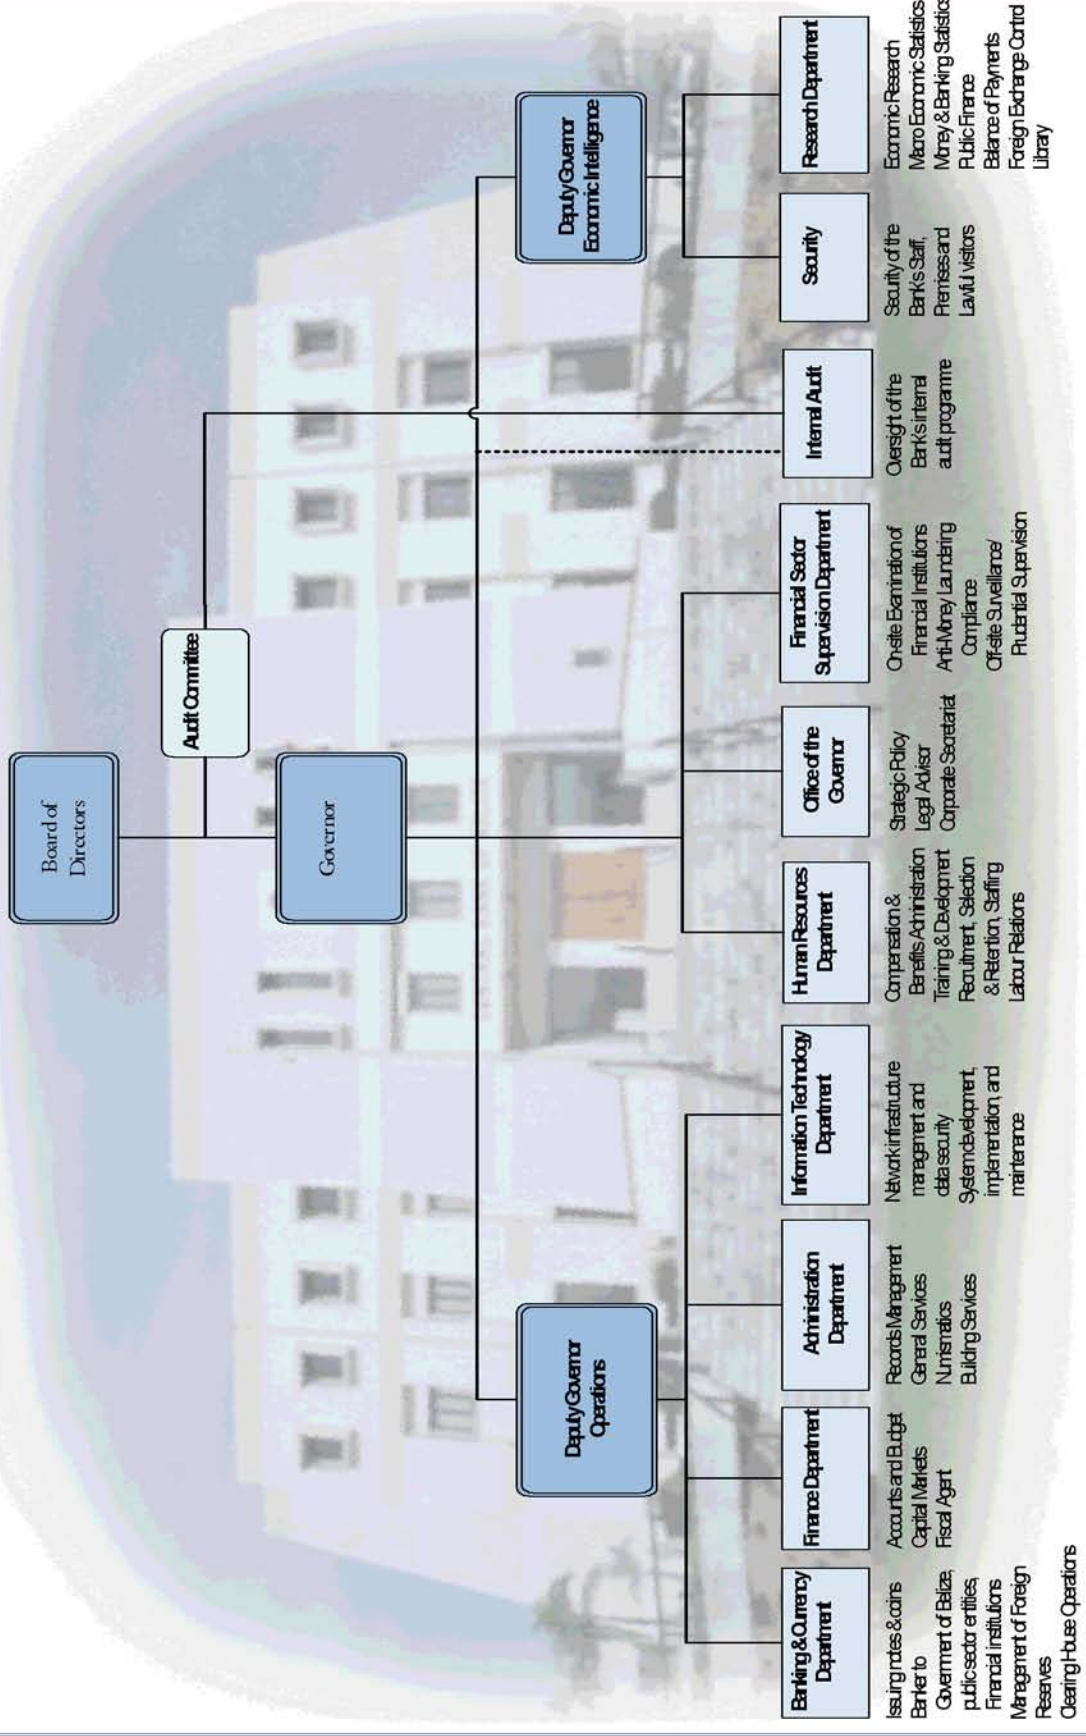 Board of
Directors
Audit Committee
Governor
Deputy Governor
Operations
Deputy Governor
Economic Intelligence
Banking & Currency
Department
Issuing notes & coins
Banker to
Government of Belize,
public sector entities,
Financial institutions
Management of Foreign
Reserves
Clearing House Operations
Finance Department
Accounts and Budget
Capital Markets
Fiscal Agent
Administration
Department
Records Management
General Services
Numismatics
Building Services
Information Technology
Department
Network infrastructure
management and
data security
System development,
implementation, and
maintenance
Human Resources
Department
Compensation &
Benefits Administration
Training & Development
Recruitment, Selection
& Retention, Staffing
Labour Relations
Office of the
Governor
Strategic Policy
Legal Advisor
Corporate Secretariat
Financial Sector
Supervision Department
On-site Examination of
Financial Institutions
Anti-Money Laundering
Compliance
Off-site Surveillance/
Prudential Supervision
Internal Audit
Oversight of the
Bank's internal
audit programme
Security
Security of the
Bank's Staff,
Premises and
Lawful visitors
Research Department
Economic Research
Macro Economic Statistics
Money & Banking Statistics
Public Finance
Balance of Payments
Foreign Exchange Control
Library